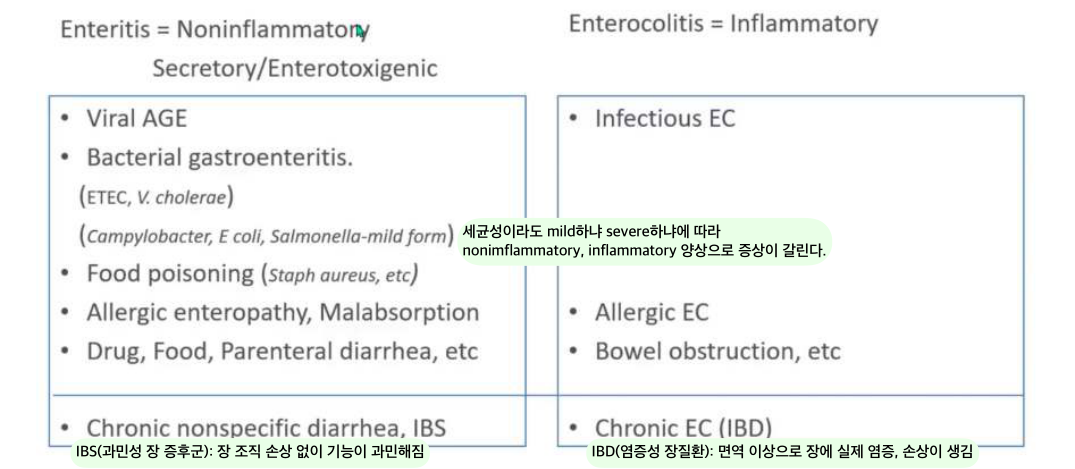 Enteritis = Noninflammatory
Secretory/Enterotoxigenic
• Viral AGE
• Bacterial gastroenteritis.
(ETEC, V. cholerae)
(Campylobacter, E coli, Salmonella-mild form)
• Food poisoning (Staph aureus, etc)
• Allergic enteropathy, Malabsorption
• Drug, Food, Parenteral diarrhea, etc
• Chronic nonspecific diarrhea, IBS
IBS(과민성 장 증후군): 장 조직 손상 없이 기능이 과민해짐
세균성이라도 mild하냐 severe하냐에 따라
nonimflammatory, inflammatory 양상으로 증상이 갈린다.
Enterocolitis = Inflammatory
• Infectious EC
• Allergic EC
• Bowel obstruction, etc
• Chronic EC (IBD)
IBD(염증성 장질환): 면역 이상으로 장에 실제 염증, 손상이 생김